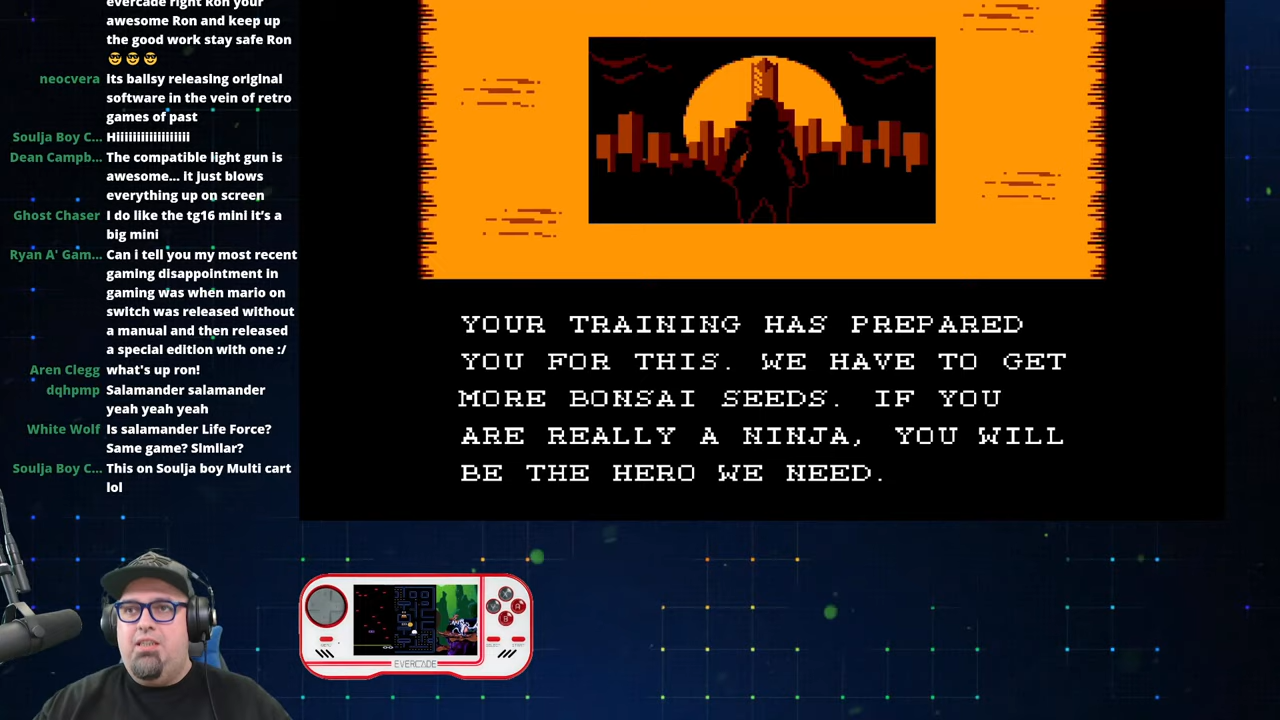 evercade right Ron your
awesome Ron and keep up
the good work stay safe Ron
neocvera Its ballsy releasing original
software in the vein of retro
games of past
Soulja Boy C... Hiiiiiiiiiiiiiiiiii
Dean Campb... The compatible light gun is
awesome... it just blows
everything up on screen
Ghost Chaser I do like the tg16 mini it's a
big mini
Ryan A' Gam... Can i tell you my most recent
gaming disappointment in
gaming was when mario on
switch was released without
a manual and then released
a special edition with one :/
Aren Clegg what's up ron!
dqhpmp Salamander salamander
yeah yeah yeah
White Wolf Is salamander Life Force?
Same game? SImilar?
Soulja Boy C... This on Soulja boy Multi cart
lol
YOUR TRAINING HAS PREPARED
YOU FOR THIS. WE HAVE TO GET
MORE BONSAI SEEDS. IF YOU
ARE REALLY A NINJA, YOU WILL
BE THE HERO WE NEED.
EVERCADE